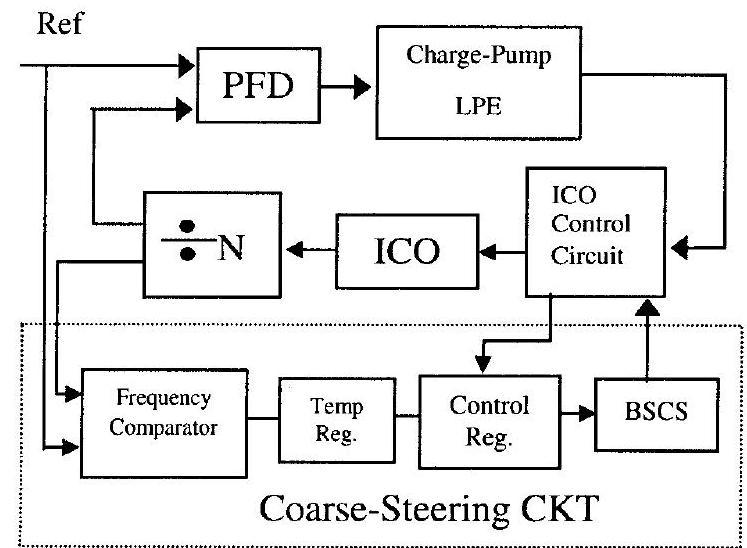 Ref
PFD
Charge-Pump
LPE
ICO
Control
Circuit
ICO
÷N
Frequency
Comparator
Temp
Reg.
Control
Reg.
BSCS
Coarse-Steering CKT